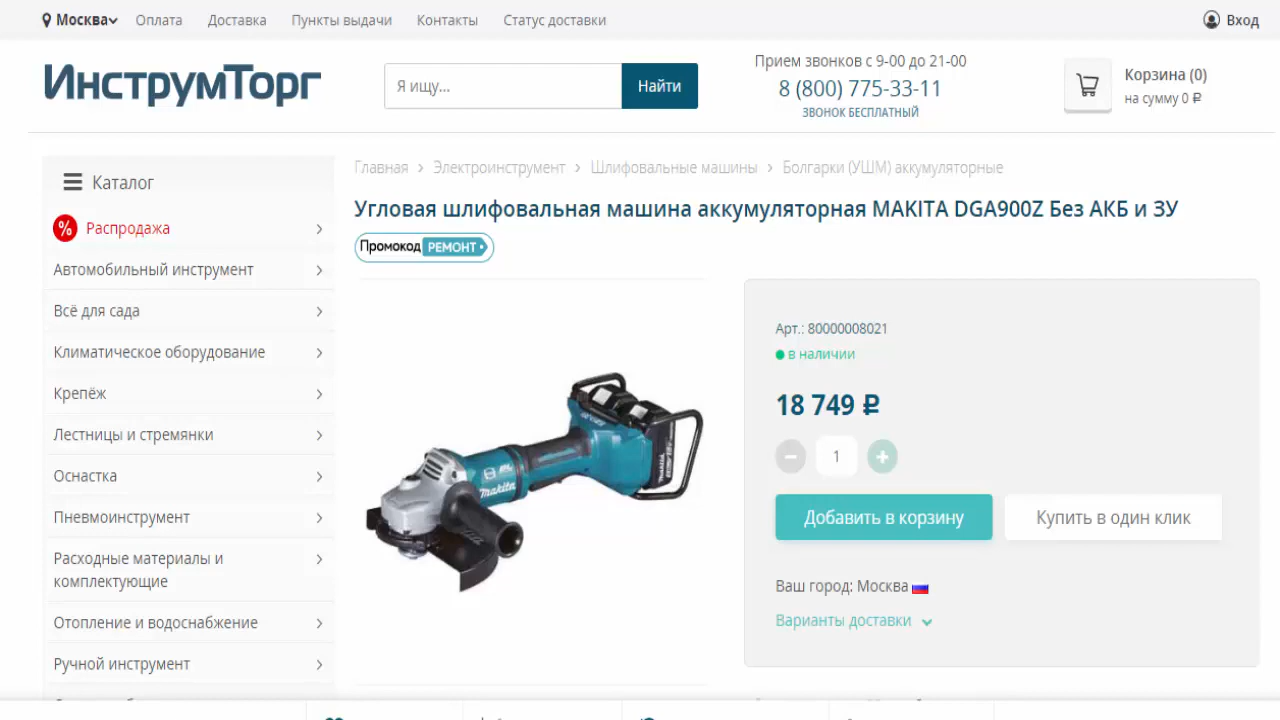 Москва Оплата Доставка Пункты выдачи Контакты Статус доставки Вход
ИнструмТорг
Я ищу...
Найти
Прием звонков с 9-00 до 21-00
8 (800) 775-33-11
ЗВОНОК БЕСПЛАТНЫЙ
Корзина (0)
на сумму 0 ₽
Каталог
% Распродажа
Автомобильный инструмент
Всё для сада
Климатическое оборудование
Крепёж
Лестницы и стремянки
Оснастка
Пневмоинструмент
Расходные материалы и
комплектующие
Отопление и водоснабжение
Ручной инструмент
Главная > Электроинструмент > Шлифовальные машины > Болгарки (УШМ) аккумуляторные
Угловая шлифовальная машина аккумуляторная MAKITA DGA900Z Без АКБ и ЗУ
Промокод РЕМОНТ
makita
Арт.: 80000008021
в наличии
18 749 ₽
− 1 +
Добавить в корзину
Купить в один клик
Ваш город: Москва
Варианты доставки